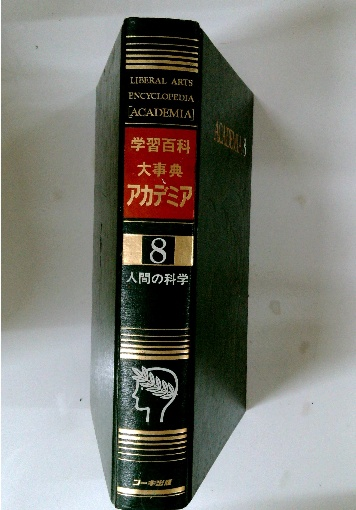 LIBERAL ARTS
ENCYCLOPEDIA
[ACADEMIA]
学習百科
大事典
アカデミア
8
人間の科学
コーキ出版
ACADEMIA 8